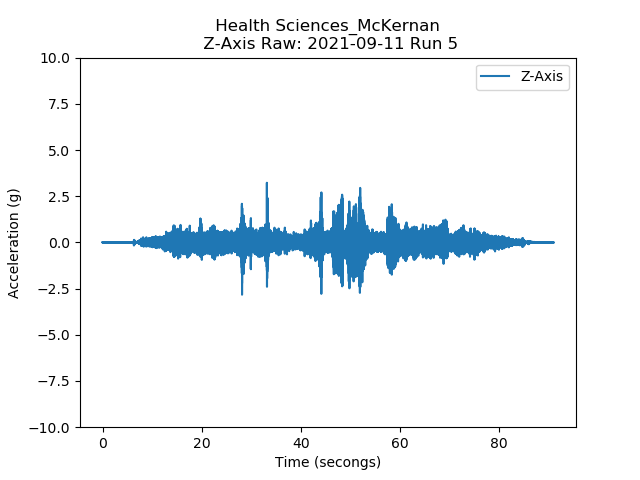 Health Sciences_McKernan
Z-Axis Raw: 2021-09-11 Run 5
Z-Axis
10.0
7.5
5.0
2.5
0.0
−2.5
−5.0
−7.5
−10.0
Acceleration (g)
0 20 40 60 80
Time (secongs)